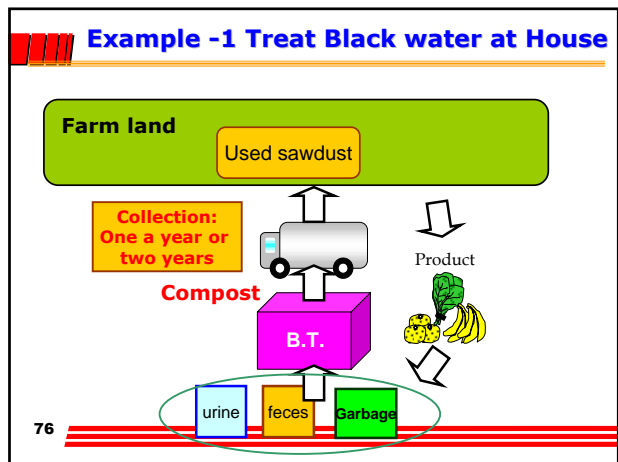 Example -1 Treat Black water at House
Farm land
Used sawdust
Collection:
One a year or
two years
Product
Compost
B.T.
urine
feces
Garbage
76